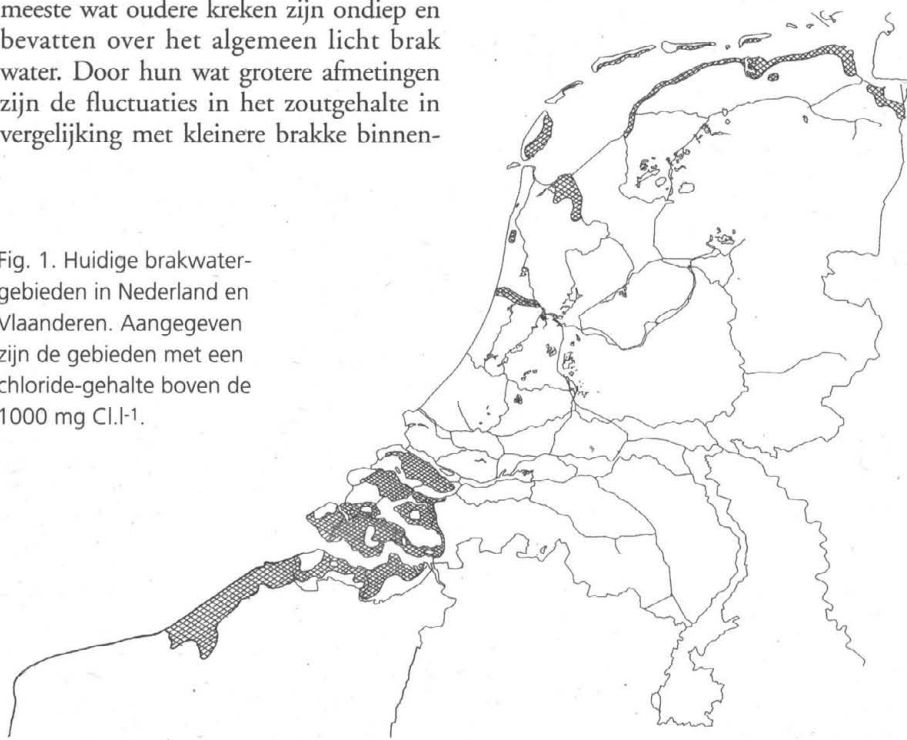 meeste wat oudere kreken zijn ondiep en
bevatten over het algemeen licht brak
water. Door hun wat grotere afmetingen
zijn de fluctuaties in het zoutgehalte in
vergelijking met kleinere brakke binnen-
Fig. 1. Huidige brakwater-
gebieden in Nederland en
Vlaanderen. Aangegeven
zijn de gebieden met een
chloride-gehalte boven de
1000 mg Cl.l-1.